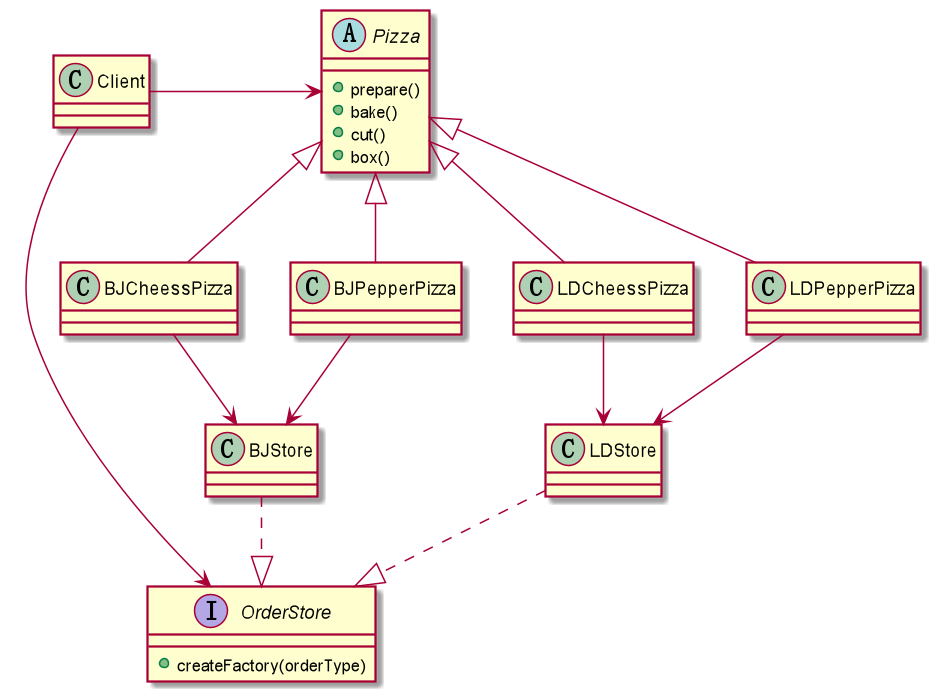 A Pizza
prepare()
bake()
cut()
box()
C Client
C BJCheessPizza
C BJPepperPizza
C LDCheessPizza
C LDPepperPizza
C BJStore
C LDStore
I OrderStore
createFactory(orderType)